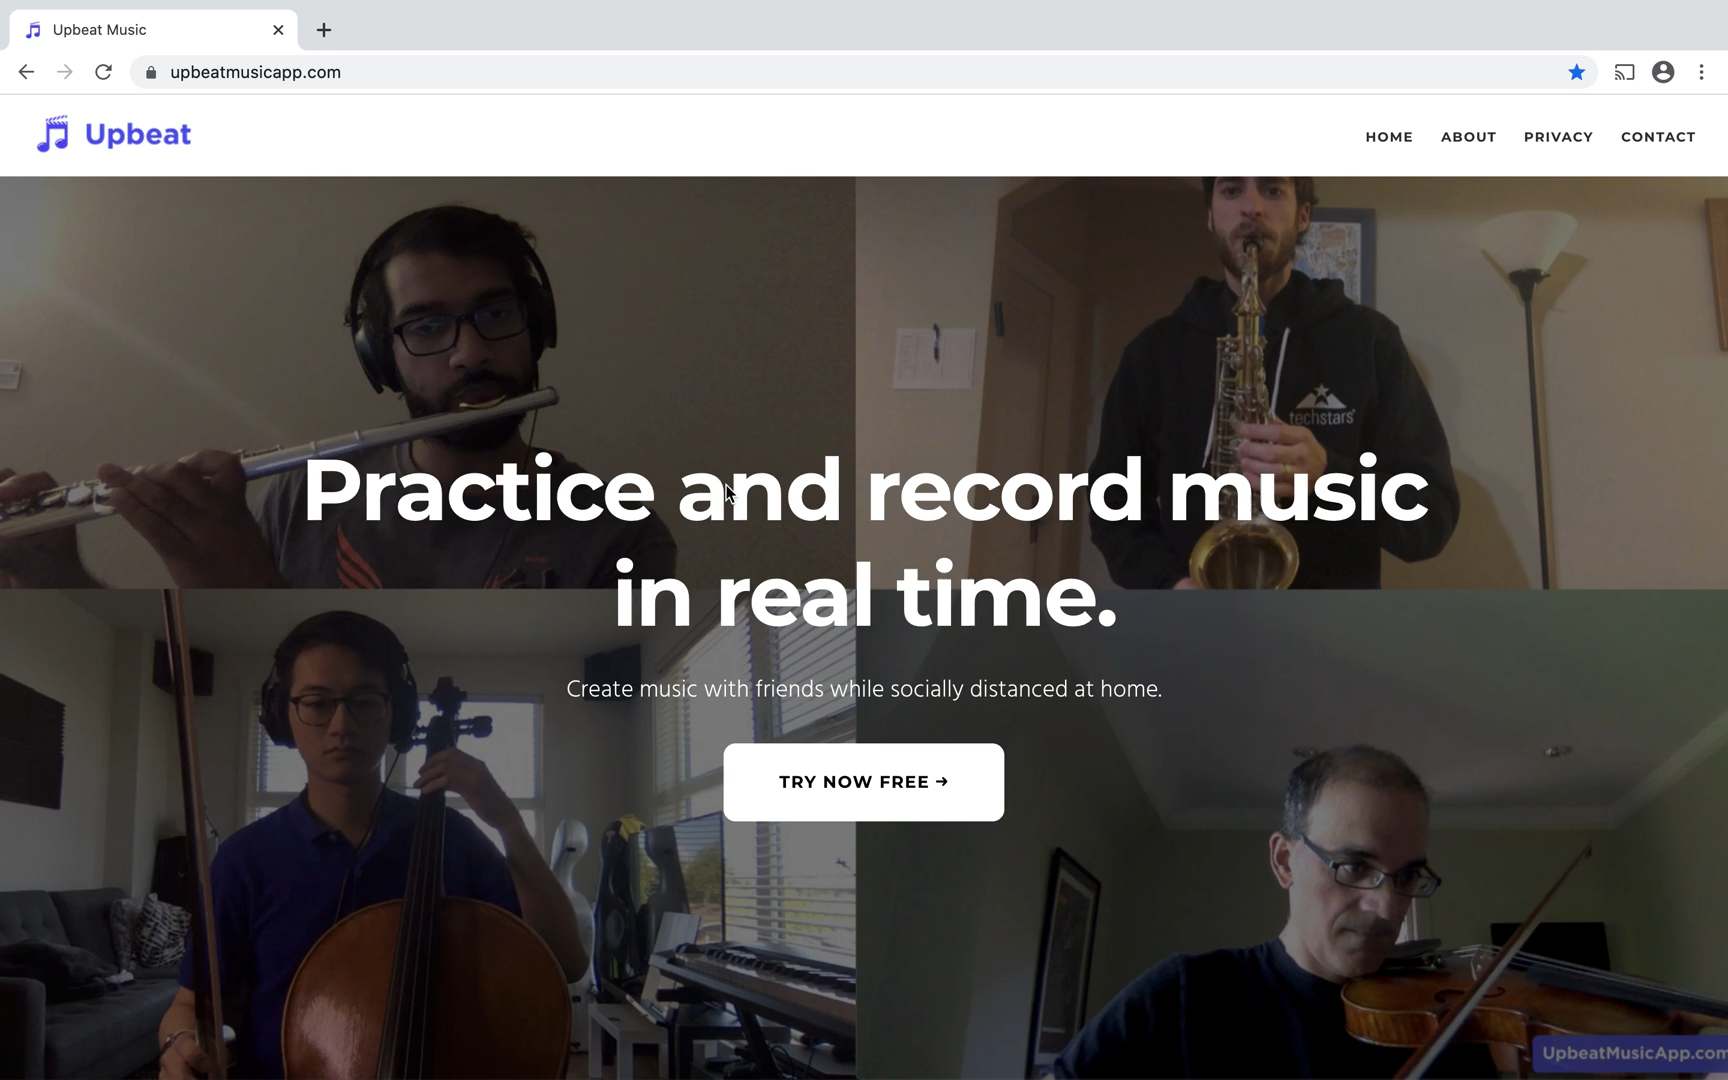 Upbeat Music
upbeatmusicapp.com
Upbeat
HOME ABOUT PRIVACY CONTACT
techstars
Practice and record music
in real time.
Create music with friends while socially distanced at home.
TRY NOW FREE →
UpbeatMusicApp.com